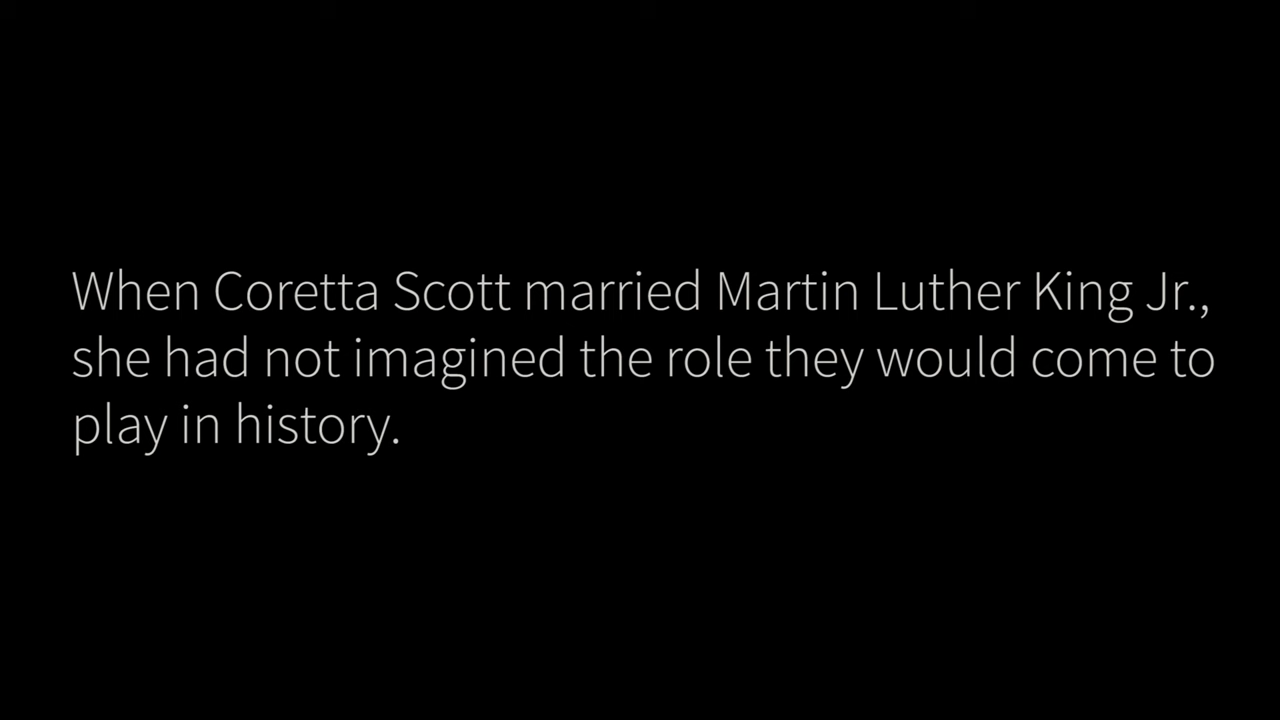 When Coretta Scott married Martin Luther King Jr.,
she had not imagined the role they would come to
play in history.